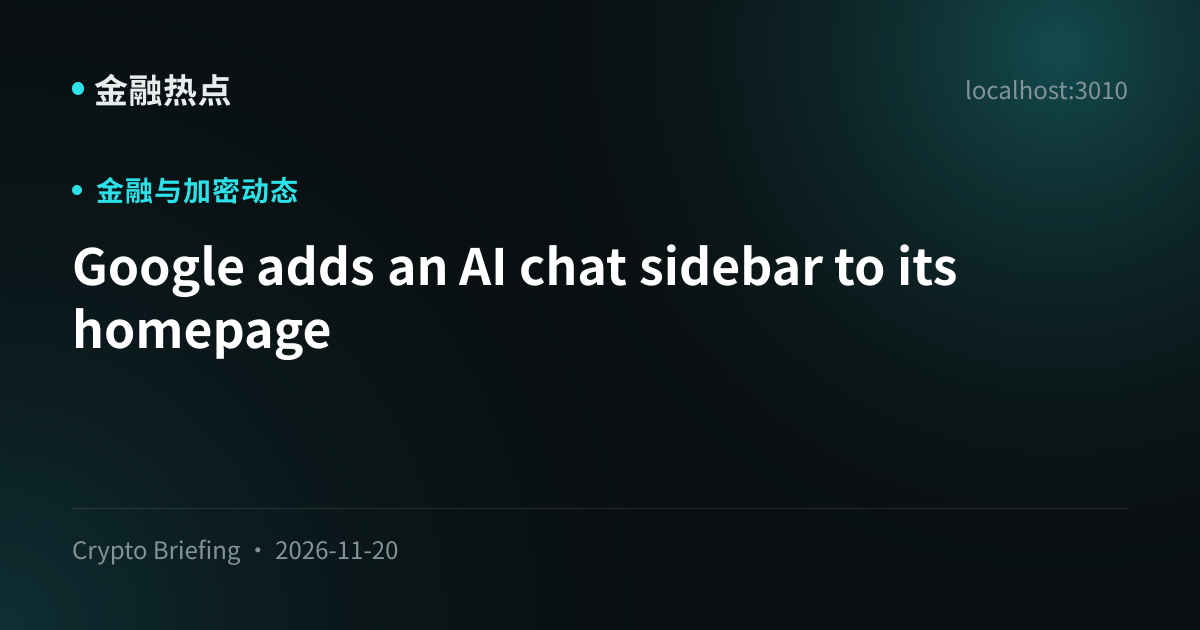 金融热点
localhost:3010
金融与加密动态
Google adds an AI chat sidebar to its
homepage
Crypto Briefing • 2026-11-20